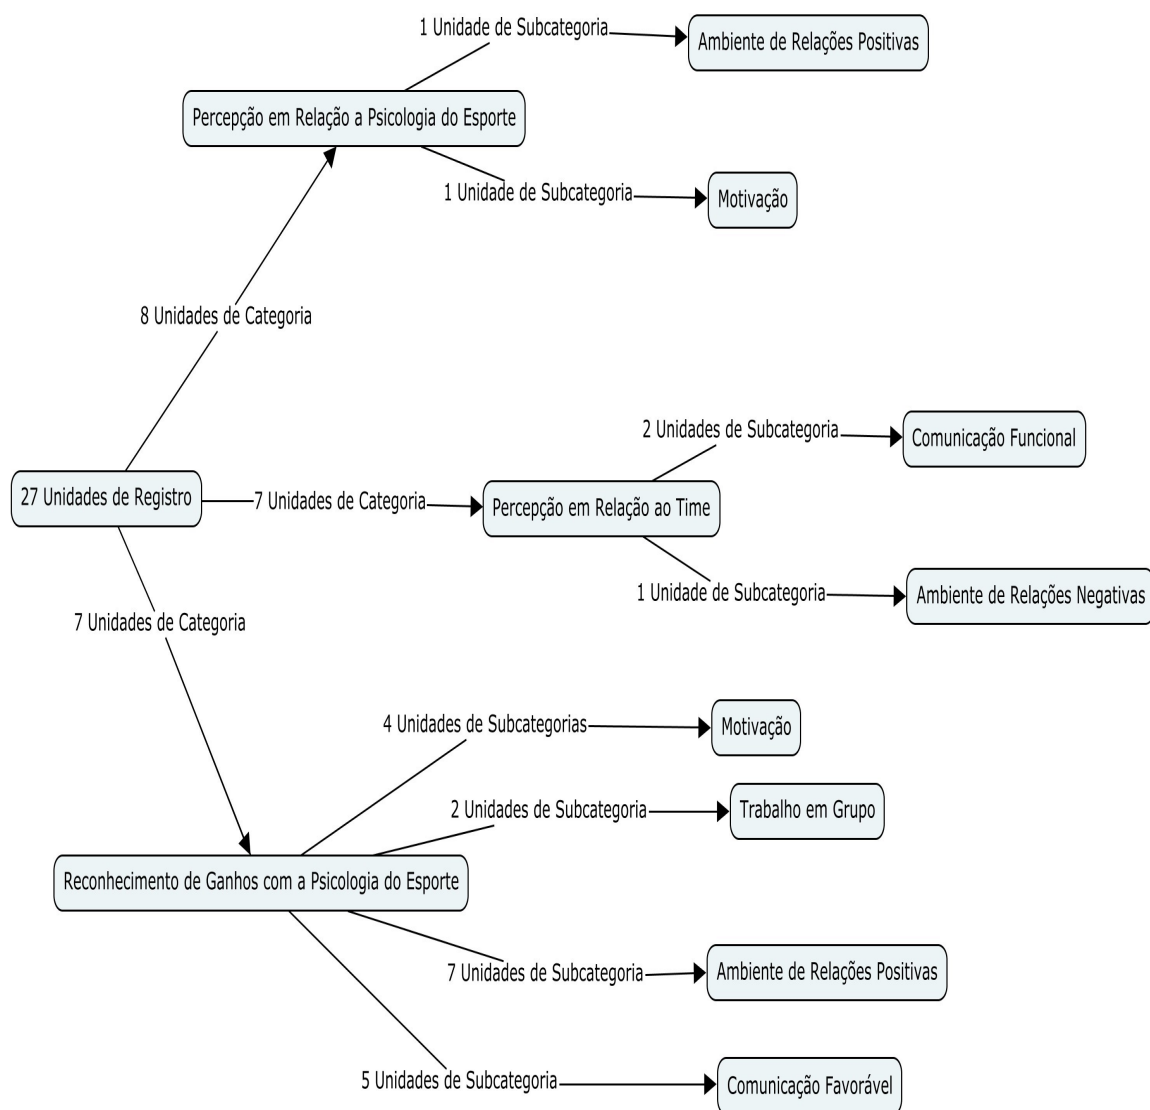 1 Unidade de Subcategoria
Ambiente de Relações Positivas
Percepção em Relação a Psicologia do Esporte
1 Unidade de Subcategoria
Motivação
8 Unidades de Categoria
2 Unidades de Subcategoria
Comunicação Funcional
27 Unidades de Registro
7 Unidades de Categoria
Percepção em Relação ao Time
1 Unidade de Subcategoria
Ambiente de Relações Negativas
7 Unidades de Categoria
4 Unidades de Subcategorias
Motivação
2 Unidades de Subcategoria
Trabalho em Grupo
Reconhecimento de Ganhos com a Psicologia do Esporte
7 Unidades de Subcategoria
Ambiente de Relações Positivas
5 Unidades de Subcategoria
Comunicação Favorável